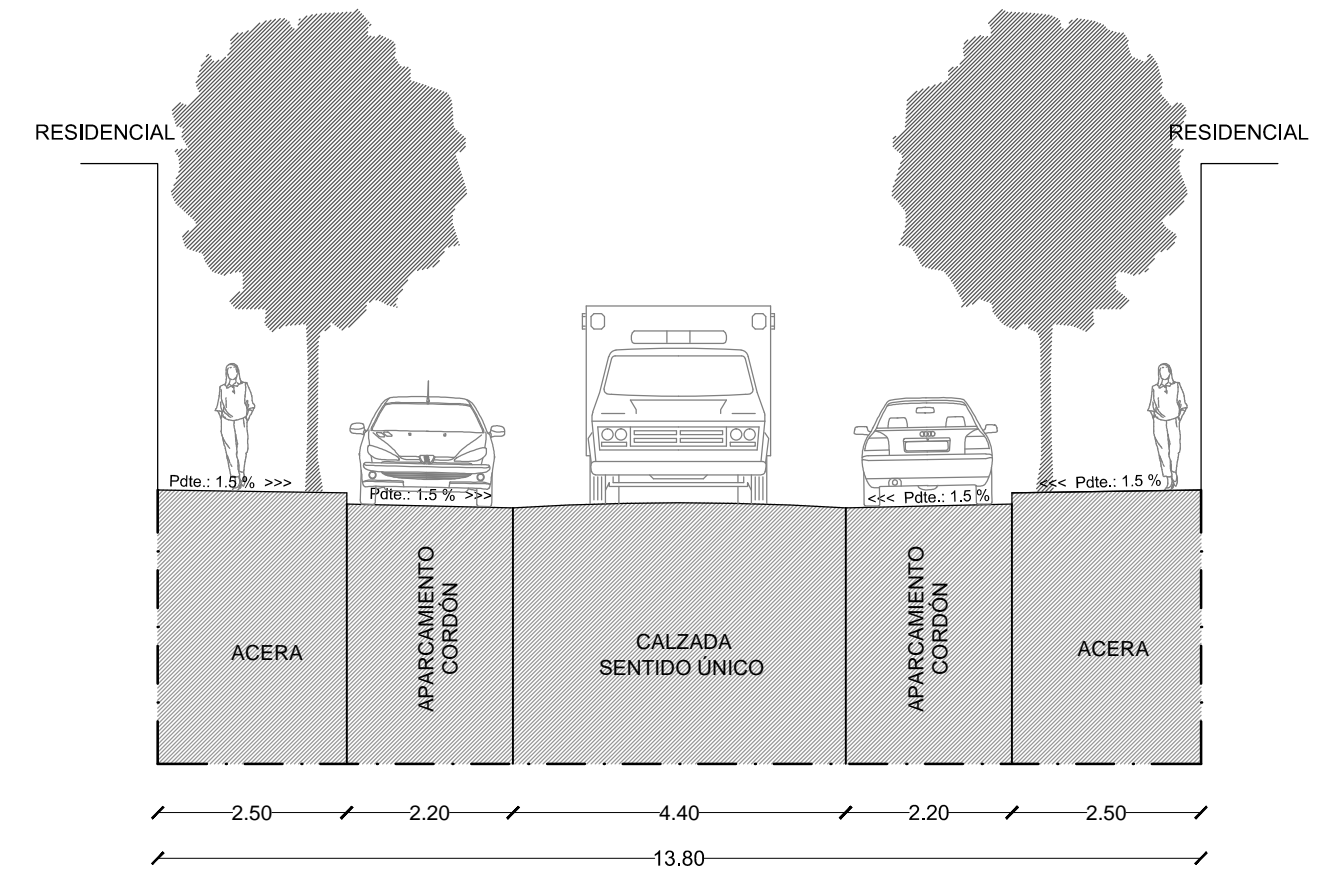 RESIDENCIAL
RESIDENCIAL
Pdte.: 1.5 % >>>
Pdte.: 1.5 % >>>
<<< Pdte.: 1.5 %
<<< Pdte.: 1.5 %
ACERA
APARCAMIENTO
CORDÓN
CALZADA
SENTIDO ÚNICO
APARCAMIENTO
CORDÓN
ACERA
2.50
2.20
4.40
2.20
2.50
13.80